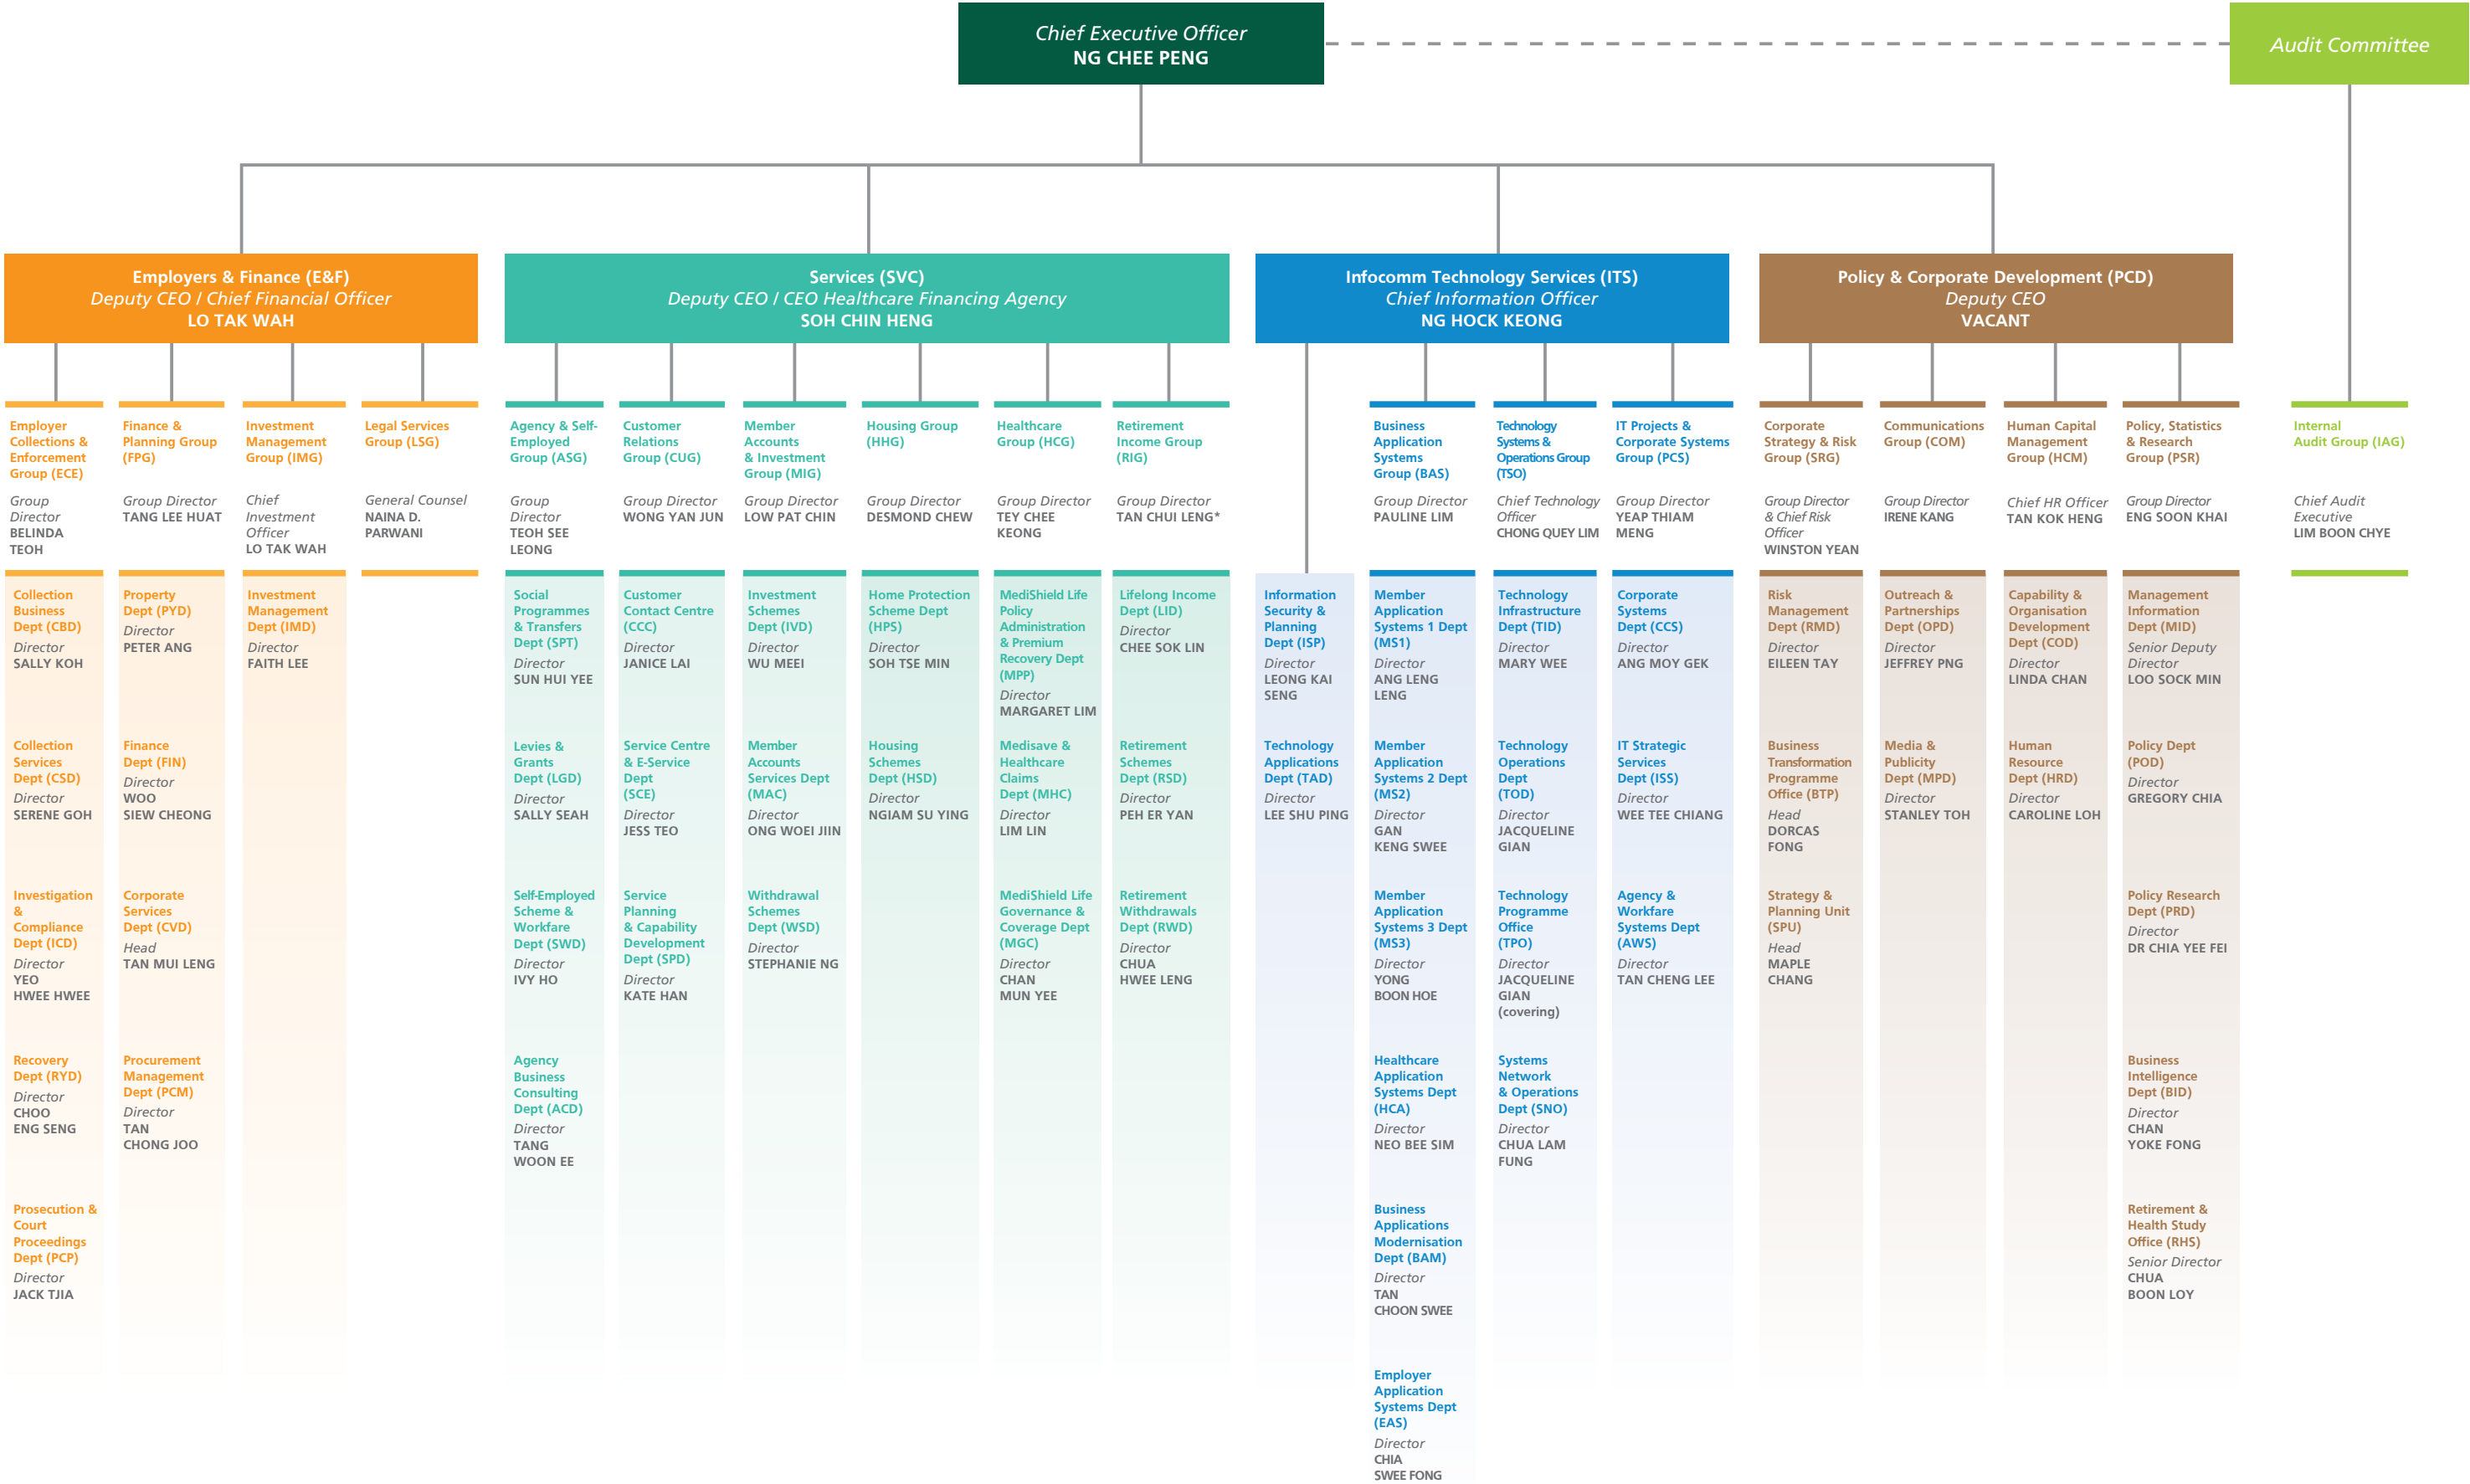 Chief Executive Officer
NG CHEE PENG
Audit Committee
Employers & Finance (E&F)
Deputy CEO / Chief Financial Officer
LO TAK WAH
Services (SVC)
Deputy CEO / CEO Healthcare Financing Agency
SOH CHIN HENG
Infocomm Technology Services (ITS)
Chief Information Officer
NG HOCK KEONG
Policy & Corporate Development (PCD)
Deputy CEO
VACANT
Employer
Collections &
Enforcement
Group (ECE)
Group
Director
BELINDA
TEOH
Collection
Business
Dept (CBD)
Director
SALLY KOH
Collection
Services
Dept (CSD)
Director
SERENE GOH
Investigation
&
Compliance
Dept (ICD)
Director
YEO
HWEE HWEE
Recovery
Dept (RYD)
Director
CHOO
ENG SENG
Prosecution &
Court
Proceedings
Dept (PCP)
Director
JACK TJIA
Finance &
Planning Group
(FPG)
Group Director
TANG LEE HUAT
Property
Dept (PYD)
Director
PETER ANG
Finance
Dept (FIN)
Director
WOO
SIEW CHEONG
Corporate
Services
Dept (CVD)
Head
TAN MUI LENG
Procurement
Management
Dept (PCM)
Director
TAN
CHONG JOO
Investment
Management
Group (IMG)
Chief
Investment
Officer
LO TAK WAH
Investment
Management
Dept (IMD)
Director
FAITH LEE
Legal Services
Group (LSG)
General Counsel
NAINA D.
PARWANI
Agency & Self-
Employed
Group (ASG)
Group
Director
TEOH SEE
LEONG
Social
Programmes
& Transfers
Dept (SPT)
Director
SUN HUI YEE
Levies &
Grants
Dept (LGD)
Director
SALLY SEAH
Self-Employed
Scheme &
Workfare
Dept (SWD)
Director
IVY HO
Agency
Business
Consulting
Dept (ACD)
Director
TANG
WOON EE
Customer
Relations
Group (CUG)
Group Director
WONG YAN JUN
Customer
Contact Centre
(CCC)
Director
JANICE LAI
Service Centre
& E-Service
Dept
(SCE)
Director
JESS TEO
Service
Planning
& Capability
Development
Dept (SPD)
Director
KATE HAN
Member
Accounts
& Investment
Group (MIG)
Group Director
LOW PAT CHIN
Investment
Schemes
Dept (IVD)
Director
WU MEEI
Member
Accounts
Services Dept
(MAC)
Director
ONG WOEI JIIN
Withdrawal
Schemes
Dept (WSD)
Director
STEPHANIE NG
Housing Group
(HHG)
Group Director
DESMOND CHEW
Home Protection
Scheme Dept
(HPS)
Director
SOH TSE MIN
Housing
Schemes
Dept (HSD)
Director
NGIAM SU YING
Healthcare
Group (HCG)
Group Director
TEY CHEE
KEONG
MediShield Life
Policy
Administration
& Premium
Recovery Dept
(MPP)
Director
MARGARET LIM
Medisave &
Healthcare
Claims
Dept (MHC)
Director
LIM LIN
MediShield Life
Governance &
Coverage Dept
(MGC)
Director
CHAN
MUN YEE
Retirement
Income Group
(RIG)
Group Director
TAN CHUI LENG*
Lifelong Income
Dept (LID)
Director
CHEE SOK LIN
Retirement
Schemes
Dept (RSD)
Director
PEH ER YAN
Retirement
Withdrawals
Dept (RWD)
Director
CHUA
HWEE LENG
Information
Security &
Planning
Dept (ISP)
Director
LEONG KAI
SENG
Technology
Applications
Dept (TAD)
Director
LEE SHU PING
Business
Application
Systems
Group (BAS)
Group Director
PAULINE LIM
Member
Application
Systems 1 Dept
(MS1)
Director
ANG LENG
LENG
Member
Application
Systems 2 Dept
(MS2)
Director
GAN
KENG SWEE
Member
Application
Systems 3 Dept
(MS3)
Director
YONG
BOON HOE
Healthcare
Application
Systems Dept
(HCA)
Director
NEO BEE SIM
Business
Applications
Modernisation
Dept (BAM)
Director
TAN
CHOON SWEE
Employer
Application
Systems Dept
(EAS)
Director
CHIA
SWEE FONG
Technology
Systems &
Operations Group
(TSO)
Chief Technology
Officer
CHONG QUEY LIM
Technology
Infrastructure
Dept (TID)
Director
MARY WEE
Technology
Operations
Dept
(TOD)
Director
JACQUELINE
GIAN
Technology
Programme
Office
(TPO)
Director
JACQUELINE
GIAN
(covering)
Systems
Network
& Operations
Dept (SNO)
Director
CHUA LAM
FUNG
IT Projects &
Corporate Systems
Group (PCS)
Group Director
YEAP THIAM
MENG
Corporate
Systems
Dept (CCS)
Director
ANG MOY GEK
IT Strategic
Services
Dept (ISS)
Director
WEE TEE CHIANG
Agency &
Workfare
Systems Dept
(AWS)
Director
TAN CHENG LEE
Corporate
Strategy & Risk
Group (SRG)
Group Director
& Chief Risk
Officer
WINSTON YEAN
Risk
Management
Dept (RMD)
Director
EILEEN TAY
Business
Transformation
Programme
Office (BTP)
Head
DORCAS
FONG
Strategy &
Planning Unit
(SPU)
Head
MAPLE
CHANG
Communications
Group (COM)
Group Director
IRENE KANG
Outreach &
Partnerships
Dept (OPD)
Director
JEFFREY PNG
Media &
Publicity
Dept (MPD)
Director
STANLEY TOH
Human Capital
Management
Group (HCM)
Chief HR Officer
TAN KOK HENG
Capability &
Organisation
Development
Dept (COD)
Director
LINDA CHAN
Human
Resource
Dept (HRD)
Director
CAROLINE LOH
Policy, Statistics
& Research
Group (PSR)
Group Director
ENG SOON KHAI
Management
Information
Dept (MID)
Senior Deputy
Director
LOO SOCK MIN
Policy Dept
(POD)
Director
GREGORY CHIA
Policy Research
Dept (PRD)
Director
DR CHIA YEE FEI
Business
Intelligence
Dept (BID)
Director
CHAN
YOKE FONG
Retirement &
Health Study
Office (RHS)
Senior Director
CHUA
BOON LOY
Internal
Audit Group (IAG)
Chief Audit
Executive
LIM BOON CHYE